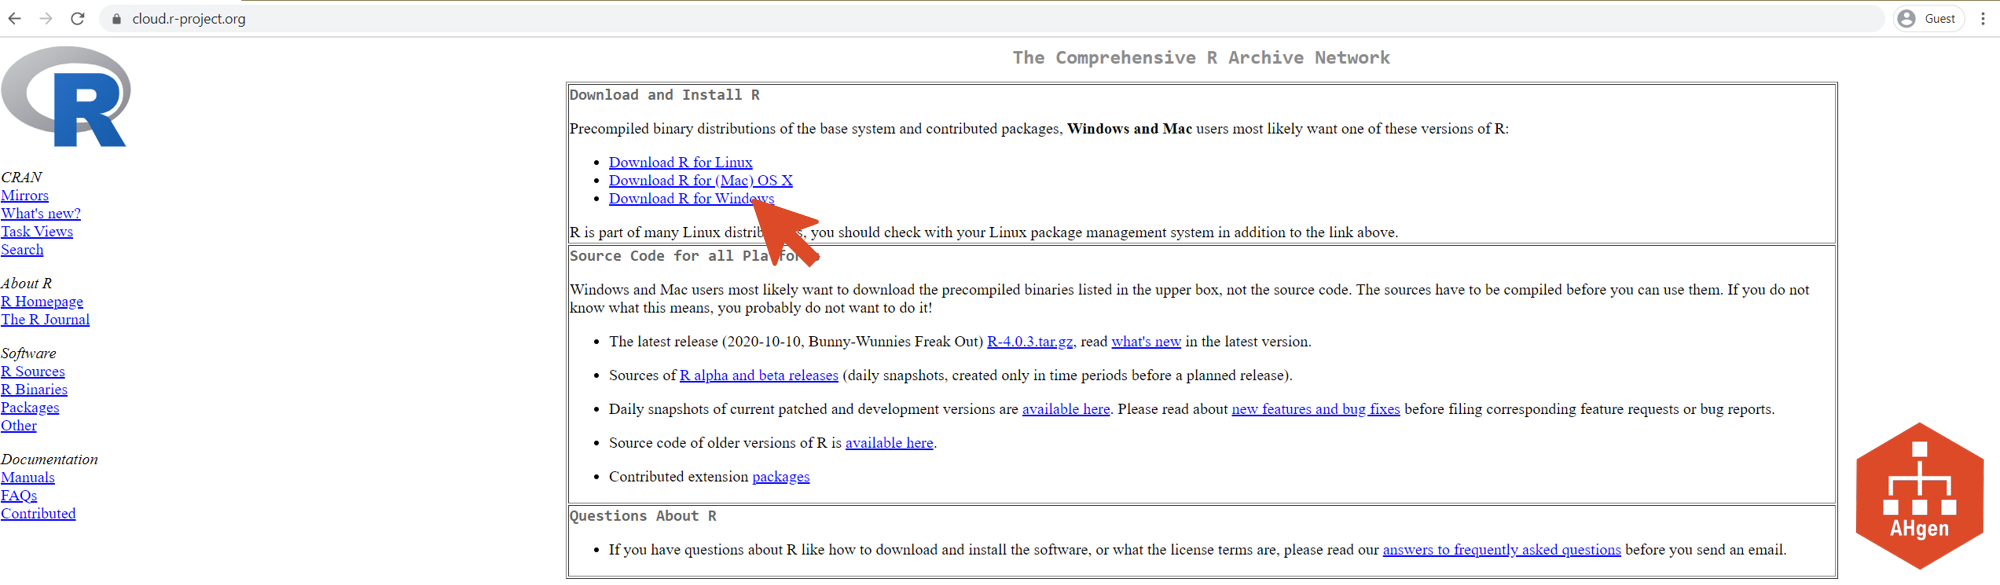 cloud.r-project.org
Guest
The Comprehensive R Archive Network
CRAN
Mirrors
What's new?
Task Views
Search
About R
R Homepage
The R Journal
Software
R Sources
R Binaries
Packages
Other
Documentation
Manuals
FAQs
Contributed
Download and Install R
Precompiled binary distributions of the base system and contributed packages, Windows and Mac users most likely want one of these versions of R:
Download R for Linux
Download R for (Mac) OS X
Download R for Windows
R is part of many Linux distributions, you should check with your Linux package management system in addition to the link above.
Source Code for all Platforms
Windows and Mac users most likely want to download the precompiled binaries listed in the upper box, not the source code. The sources have to be compiled before you can use them. If you do not
know what this means, you probably do not want to do it!
The latest release (2020-10-10, Bunny-Wunnies Freak Out) R-4.0.3.tar.gz, read what's new in the latest version.
Sources of R alpha and beta releases (daily snapshots, created only in time periods before a planned release).
Daily snapshots of current patched and development versions are available here. Please read about new features and bug fixes before filing corresponding feature requests or bug reports.
Source code of older versions of R is available here.
Contributed extension packages
Questions About R
If you have questions about R like how to download and install the software, or what the license terms are, please read our answers to frequently asked questions before you send an email.
R
AHgen